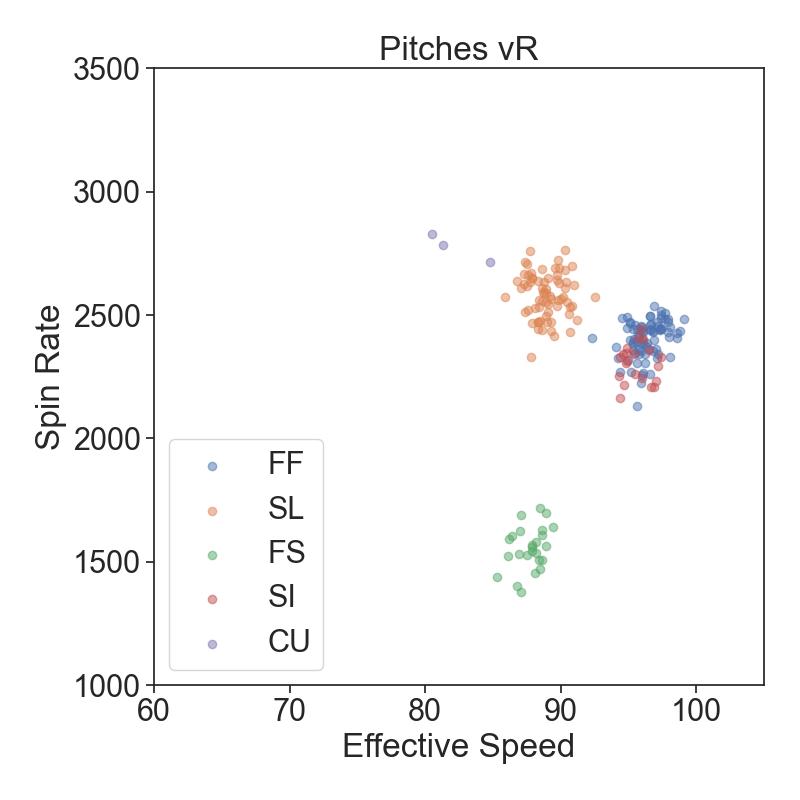 Pitches vR
3500
3000
2500
2000
1500
1000
Spin Rate
FF
SL
FS
SI
CU
60 70 80 90 100
Effective Speed